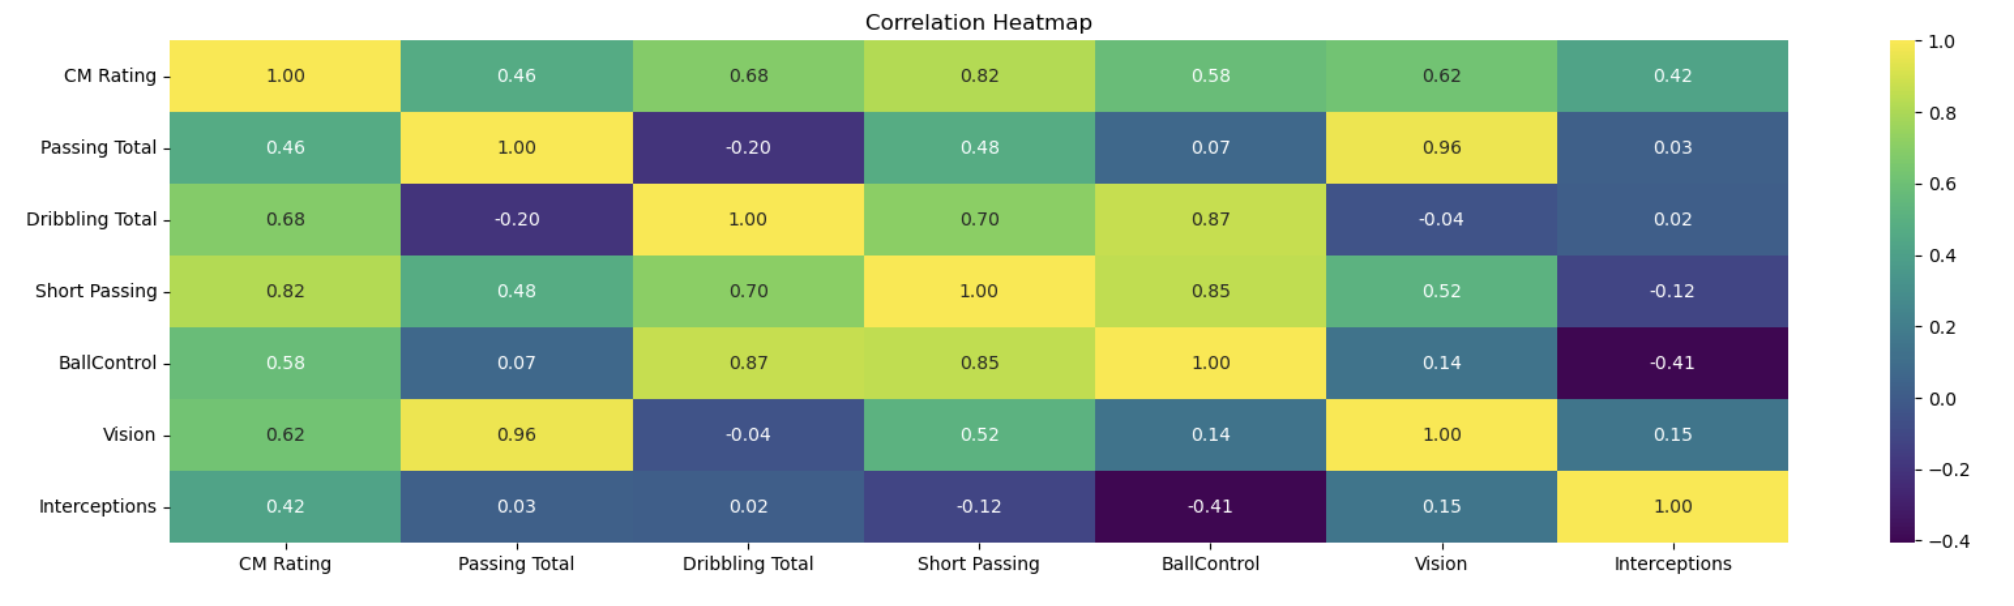 Correlation Heatmap
CM Rating 1.00 0.46 0.68 0.82 0.58 0.62 0.42
Passing Total 0.46 1.00 -0.20 0.48 0.07 0.96 0.03
Dribbling Total 0.68 -0.20 1.00 0.70 0.87 -0.04 0.02
Short Passing 0.82 0.48 0.70 1.00 0.85 0.52 -0.12
BallControl 0.58 0.07 0.87 0.85 1.00 0.14 -0.41
Vision 0.62 0.96 -0.04 0.52 0.14 1.00 0.15
Interceptions 0.42 0.03 0.02 -0.12 -0.41 0.15 1.00
CM Rating Passing Total Dribbling Total Short Passing BallControl Vision Interceptions
1.0
0.8
0.6
0.4
0.2
0.0
−0.2
−0.4